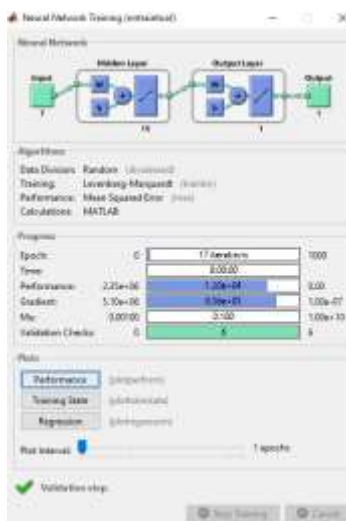 Neural Network Training (nntraintool)
Neural Network
Hidden Layer Output Layer
Input Output
W W
b b
10 1 1
Algorithms
Data Division: Random (dividerand)
Training: Levenberg-Marquardt (trainlm)
Performance: Mean Squared Error (mse)
Calculations: MATLAB
Progress
Epoch: 0 17 iterations 1000
Time: 0:00:00
Performance: 0.00
Gradient: 1.00e-07
Mu: 0.00100 0.100 1.00e+10
Validation Checks: 0 6 6
Plots
Performance (plotperform)
Training State (plottrainstate)
Regression (plotregression)
Plot Interval: 1 epochs
Validation stop.
Stop Training Cancel